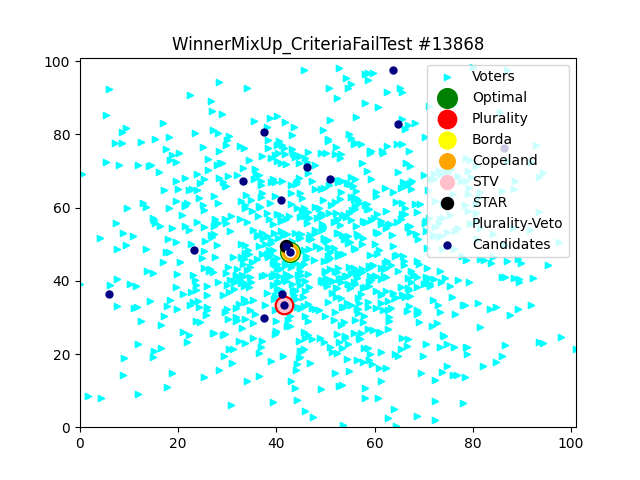 WinnerMixUp_CriteriaFailTest #13868
100
80
60
40
20
0
0 20 40 60 80 100
Voters
Optimal
Plurality
Borda
Copeland
STV
STAR
Plurality-Veto
Candidates